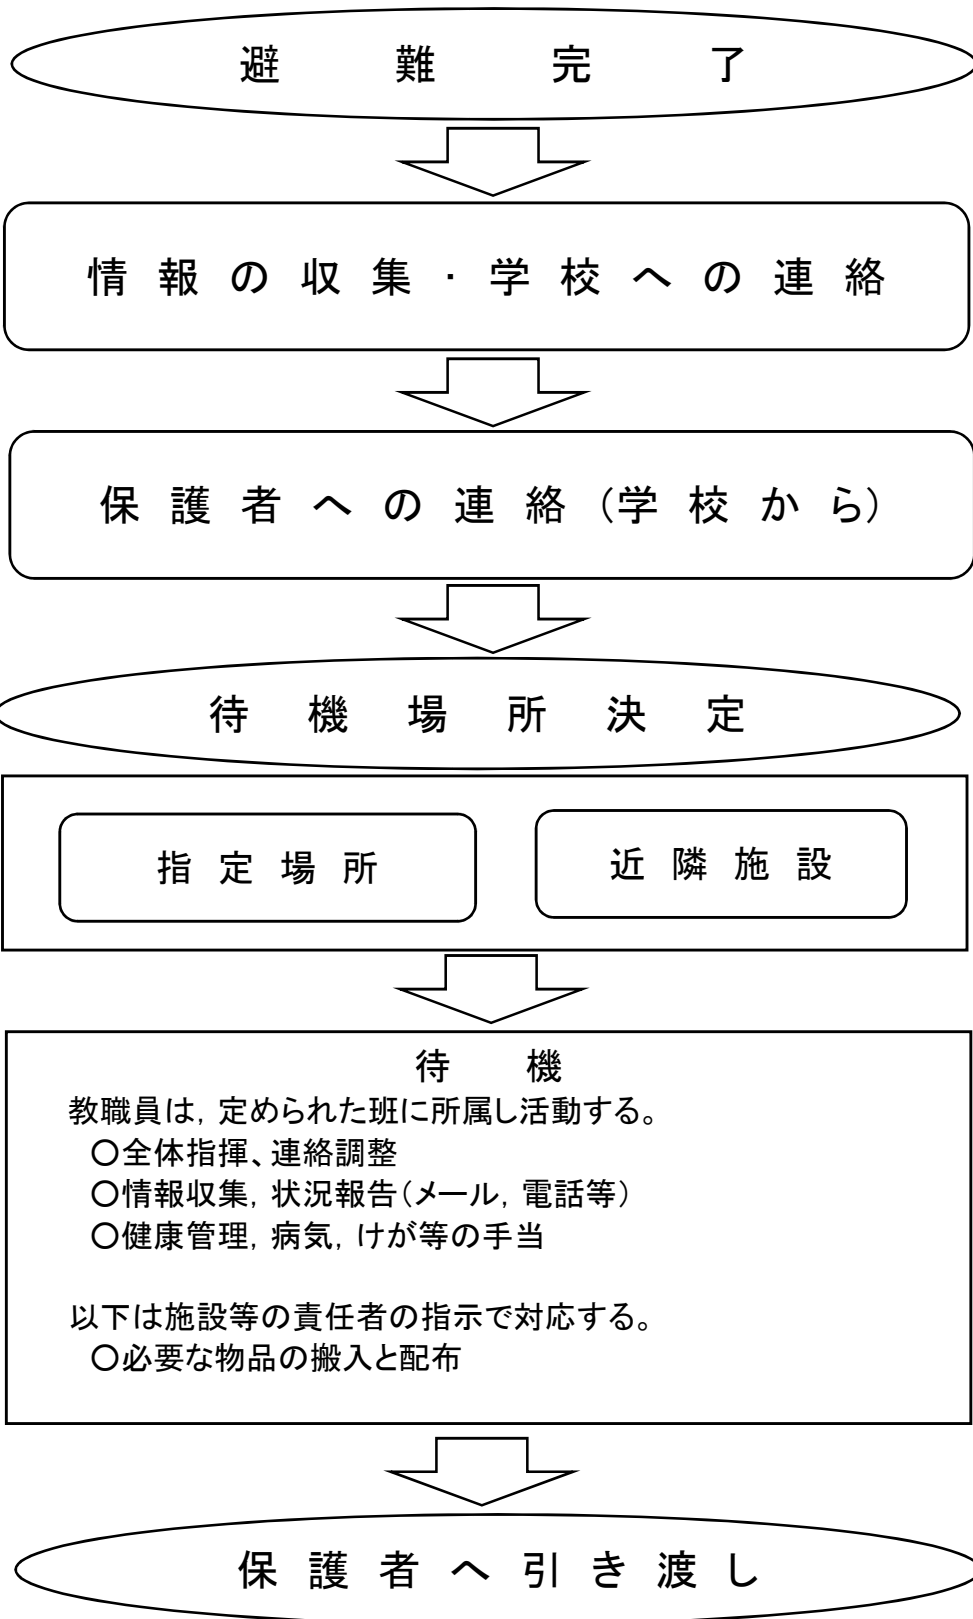 避難完了
情報の収集・学校への連絡
保護者への連絡(学校から)
待機場所決定
指定場所
近隣施設
待機
教職員は,定められた班に所属し活動する。
○全体指揮、連絡調整
○情報収集,状況報告(メール,電話等)
○健康管理,病気,けが等の手当
以下は施設等の責任者の指示で対応する。
○必要な物品の搬入と配布
保護者へ引き渡し